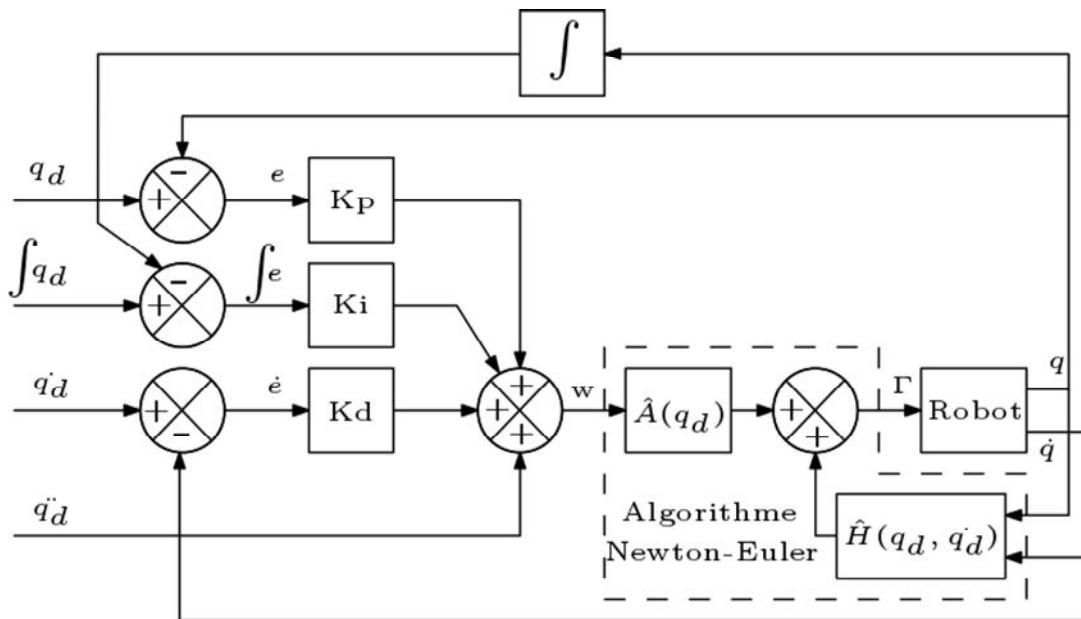 ∫
q_d
−
+
e
Kp
∫q_d
−
+
∫e
Ki
q̇_d
+
−
ė
Kd
+
+
+
+
w
Â(q_d)
+
+
Γ
Robot
q
q̇
q̈_d
Algorithme
Newton-Euler
Ĥ(q_d, q̇_d)